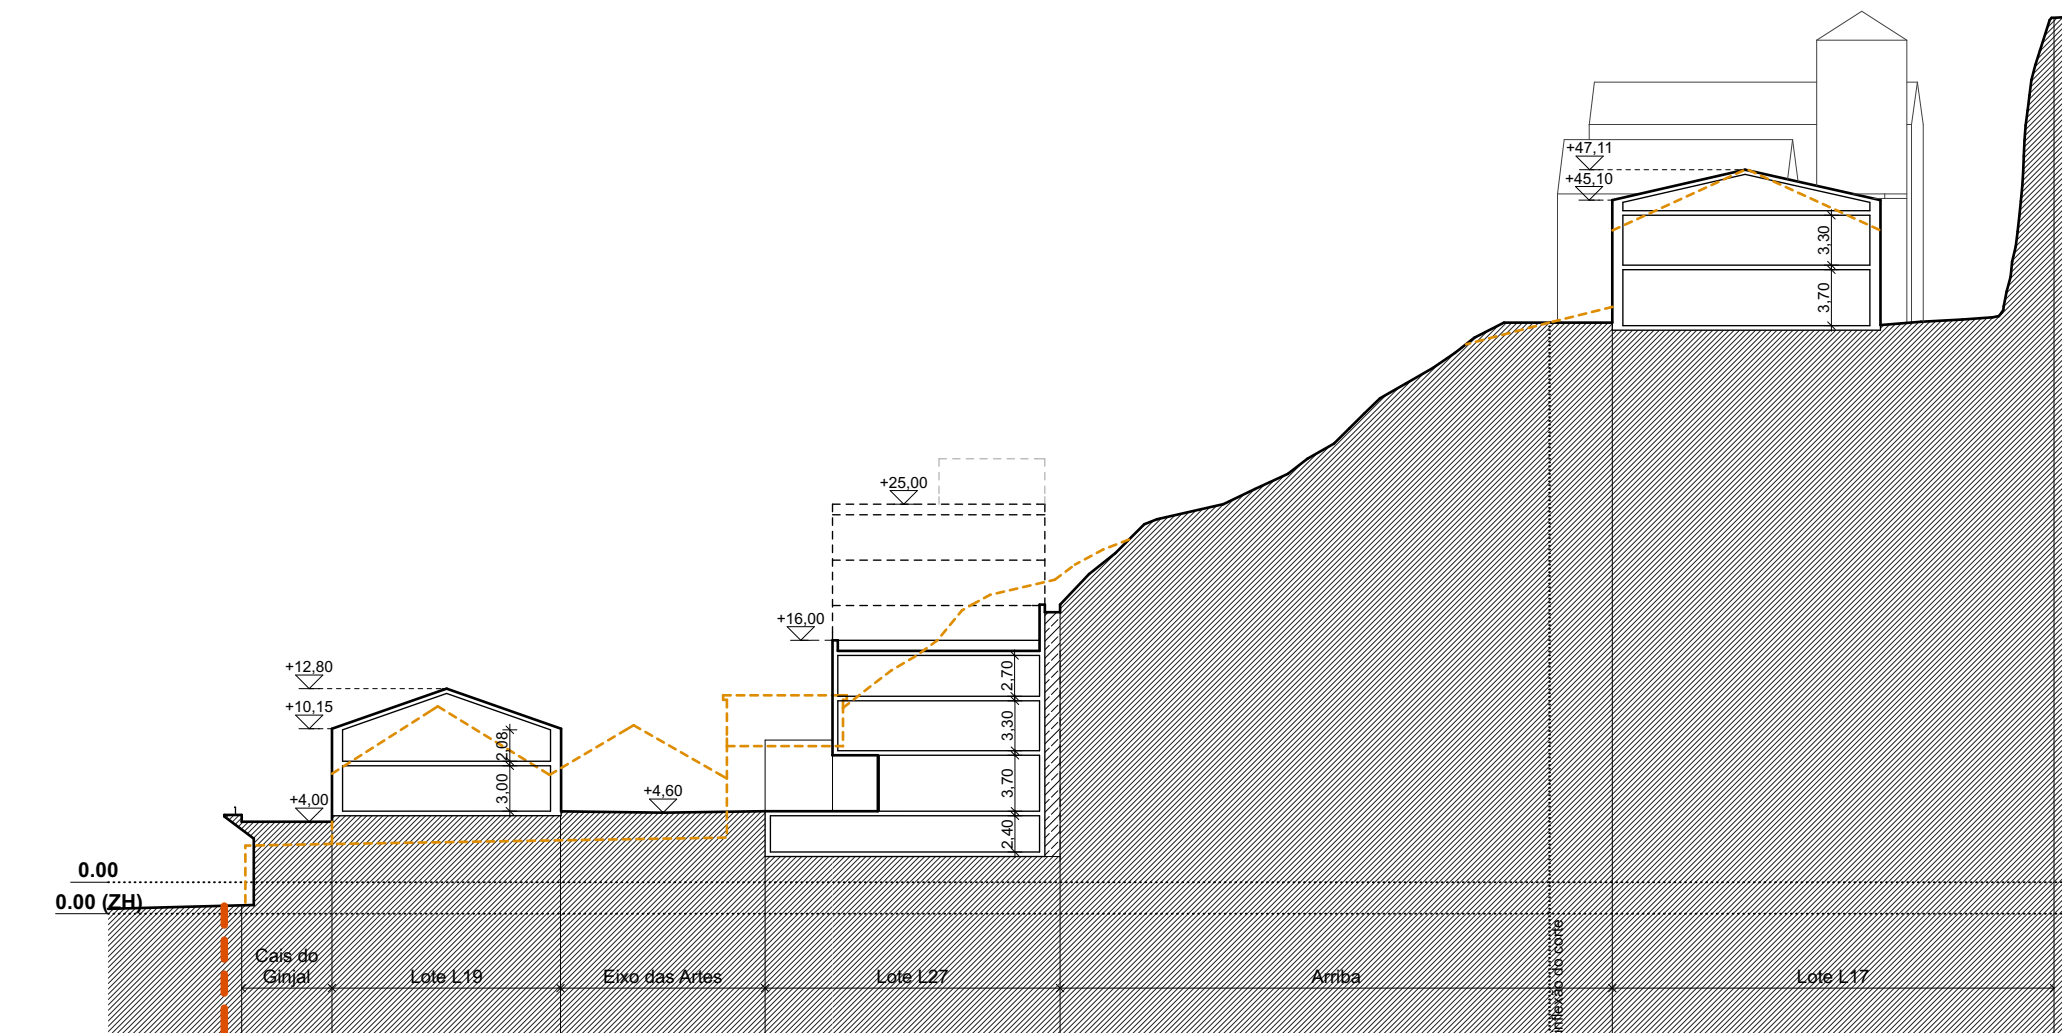 +47,11
+45,10
3,30
3,70
+25,00
+16,00
2,70
3,30
3,70
2,40
+12,80
+10,15
2,08
3,00
+4,00
+4,60
0.00
0.00 (ZH)
Cais do
Ginjal
Lote L19
Eixo das Artes
Lote L27
Arriba
inflexão do corte
Lote L17